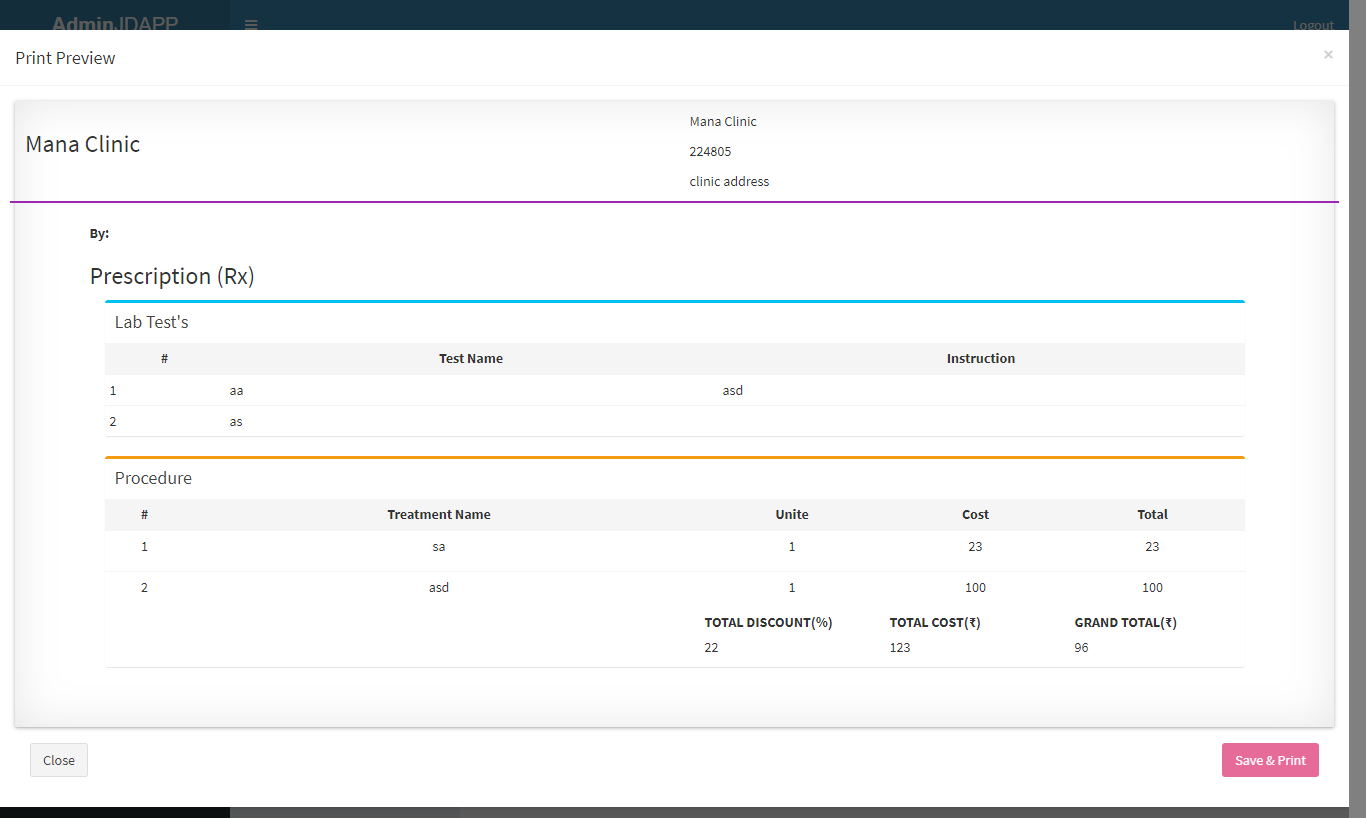 AdminJDAPP
Logout
Print Preview
×
Mana Clinic
Mana Clinic
224805
clinic address
By:
Prescription (Rx)
Lab Test's
# Test Name Instruction
1 aa asd
2 as
Procedure
# Treatment Name Unite Cost Total
1 sa 1 23 23
2 asd 1 100 100
TOTAL DISCOUNT(%) TOTAL COST(₹) GRAND TOTAL(₹)
22 123 96
Close Save & Print